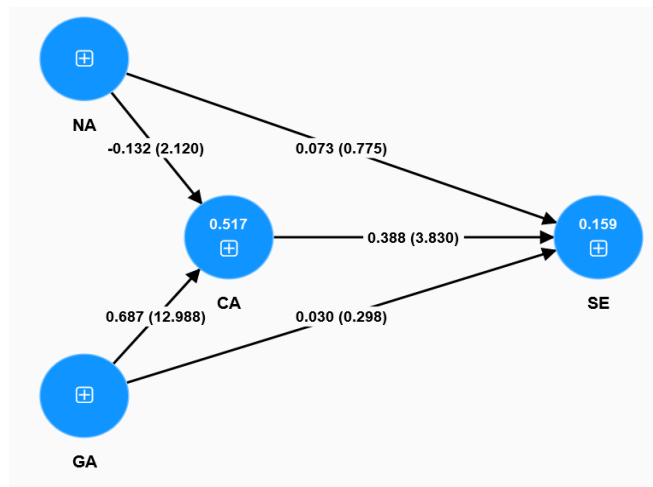 NA
-0.132 (2.120)
0.073 (0.775)
0.517
0.159
0.388 (3.830)
CA
SE
0.687 (12.988)
0.030 (0.298)
GA